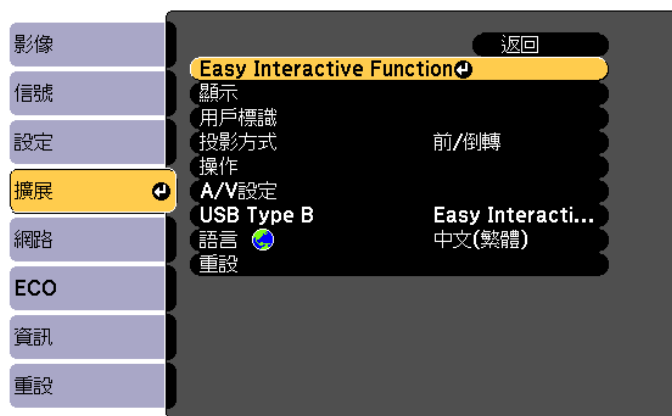 影像
信號
設定
擴展
網路
ECO
資訊
重設
返回
Easy Interactive Function
顯示
用戶標識
投影方式 前/倒轉
操作
A/V設定
USB Type B Easy Interacti...
語言 中文(繁體)
重設